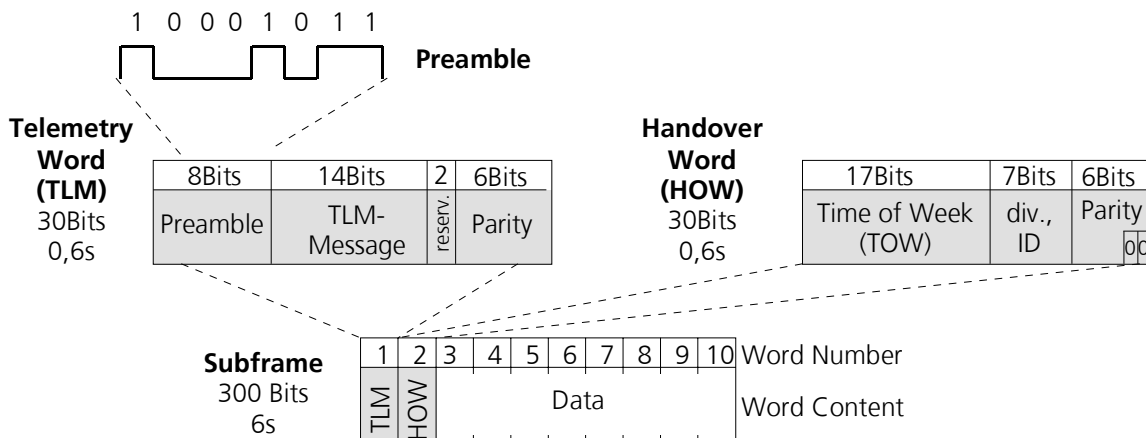 1 0 0 0 1 0 1 1
Preamble
Telemetry
Word
(TLM)
30Bits
0,6s
8Bits 14Bits 2 6Bits
Preamble TLM-
Message reserv. Parity
Handover
Word
(HOW)
30Bits
0,6s
17Bits 7Bits 6Bits
Time of Week
(TOW) div.,
ID Parity
00
Subframe
300 Bits
6s
1 2 3 4 5 6 7 8 9 10 Word Number
TLM HOW Data Word Content